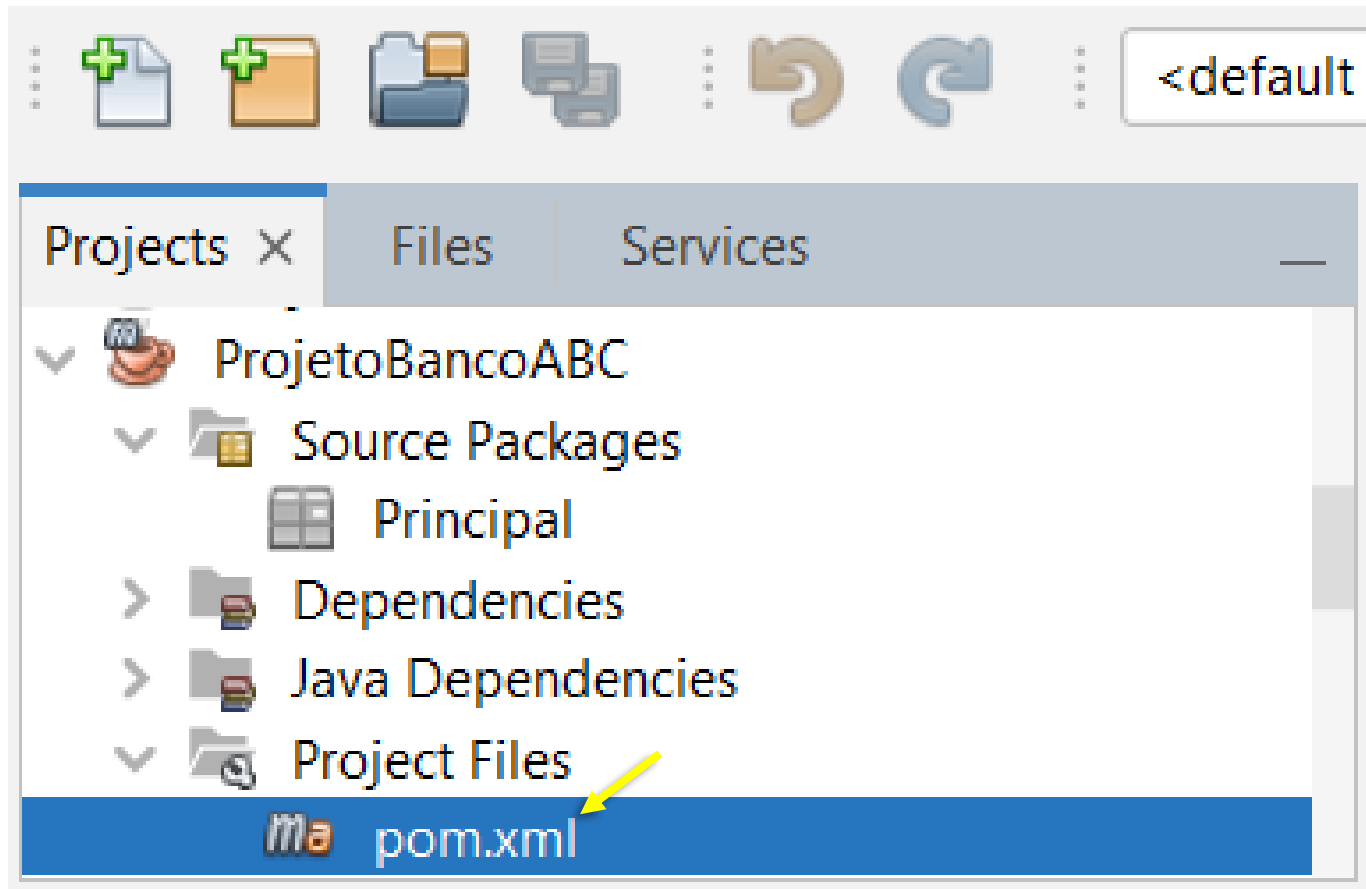 <default
Projects × Files Services
ProjetoBancoABC
Source Packages
Principal
Dependencies
Java Dependencies
Project Files
pom.xml